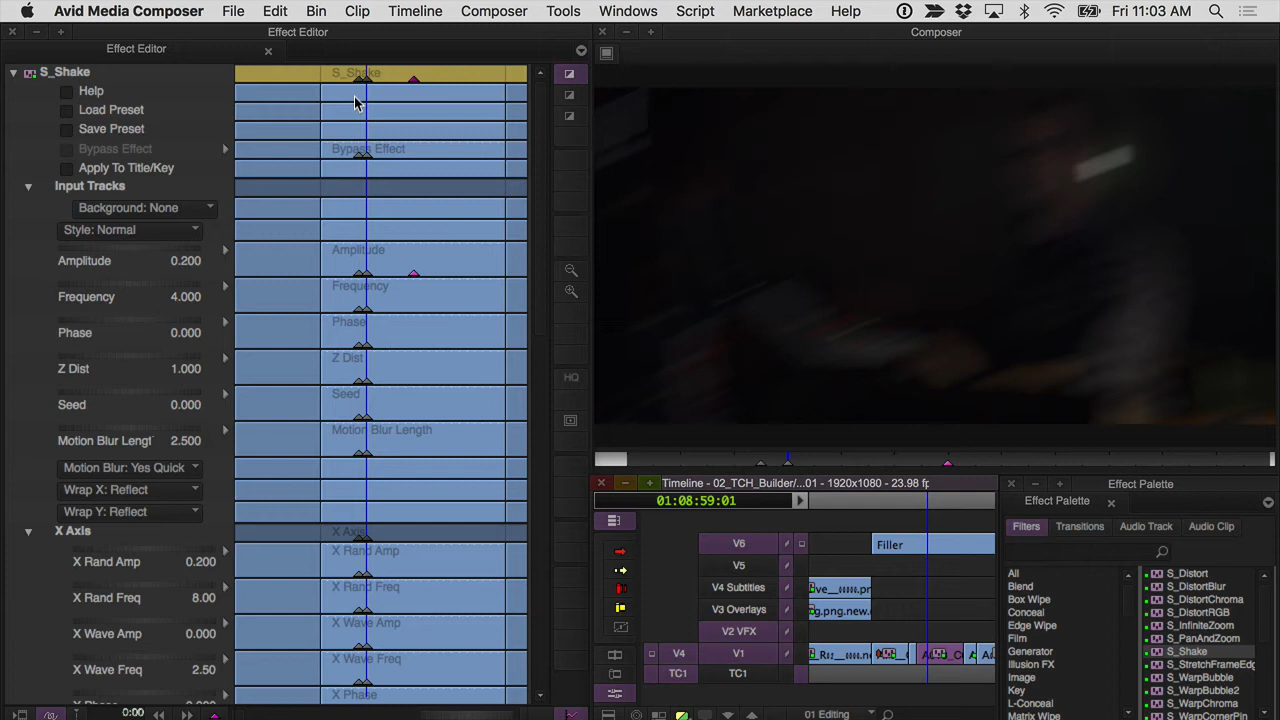 Avid Media Composer File Edit Bin Clip Timeline Composer Tools Windows Script Marketplace Help Fri 11:03 AM
Effect Editor
Composer
Effect Editor
S_Shake
S_Shake
Help
Load Preset
Save Preset
Bypass Effect
Bypass Effect
Apply To Title/Key
Input Tracks
Background: None
Style: Normal
Amplitude
Amplitude 0.200
Frequency
Frequency 4.000
Phase
Phase 0.000
Z Dist
Z Dist 1.000
Seed
Seed 0.000
Motion Blur Length
Motion Blur Lengt 2.500
HQ
Motion Blur: Yes Quick
Wrap X: Reflect
Wrap Y: Reflect
X Axis
X Axis
X Rand Amp
X Rand Amp 0.200
X Rand Freq
X Rand Freq 8.00
X Wave Amp
X Wave Amp 0.000
X Wave Freq
X Wave Freq 2.50
X Phase
0:00
Timeline - 02_TCH_Builder/...01 - 1920x1080 - 23.98 f
01:08:59:01
V6
Filler
V5
V4 Subtitles
V3 Overlays
V2 VFX
V4 V1
TC1 TC1
01 Editing
Effect Palette
Effect Palette
Filters Transitions Audio Track Audio Clip
All
Blend
Box Wipe
Conceal
Edge Wipe
Film
Generator
Illusion FX
Image
Key
L-Conceal
Matrix Wipe
S_Distort
S_DistortBlur
S_DistortChroma
S_DistortRGB
S_InfiniteZoom
S_PanAndZoom
S_Shake
S_StretchFrameEdg
S_WarpBubble
S_WarpBubble2
S_WarpChroma
S_WarpCornerPin